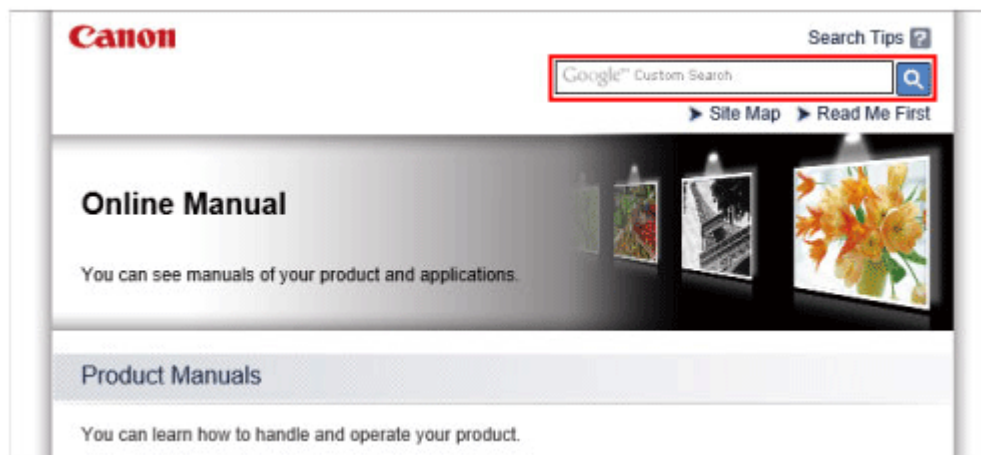 Canon
Search Tips ?
Google™ Custom Search
Site Map Read Me First
Online Manual
You can see manuals of your product and applications.
Product Manuals
You can learn how to handle and operate your product.